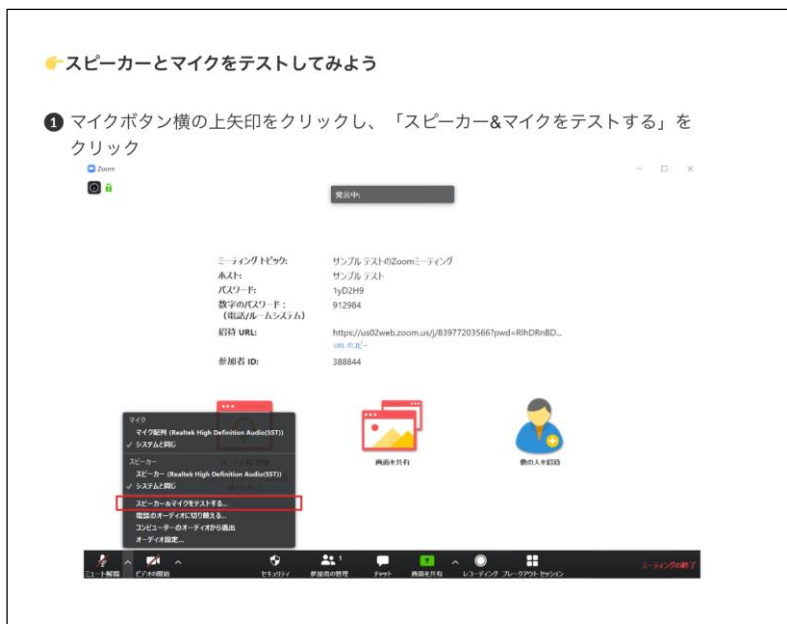 👉スピーカーとマイクをテストしてみよう
❶ マイクボタン横の上矢印をクリックし、「スピーカー&マイクをテストする」を
クリック
Zoom
発言中:
ミーティング トピック: サンプル テストのZoomミーティング
ホスト: サンプル テスト
パスワード: 1yD2H9
数字のパスワード: 912984
(電話/ルームシステム)
招待 URL: https://us02web.zoom.us/j/83977203566?pwd=RlhDRnBD...
URL のコピー
参加者 ID: 388844
マイク
マイク配列 (Realtek High Definition Audio(SST))
✓ システムと同じ
スピーカー
スピーカー (Realtek High Definition Audio(SST))
✓ システムと同じ
スピーカー&マイクをテストする...
電話のオーディオに切り替える...
コンピューターのオーディオから退出
オーディオ設定...
画面を共有
他の人を招待
ミュート解除 ビデオの開始 セキュリティ 参加者の管理 1 チャット 画面を共有 レコーディング ブレークアウト セッション ミーティングの終了